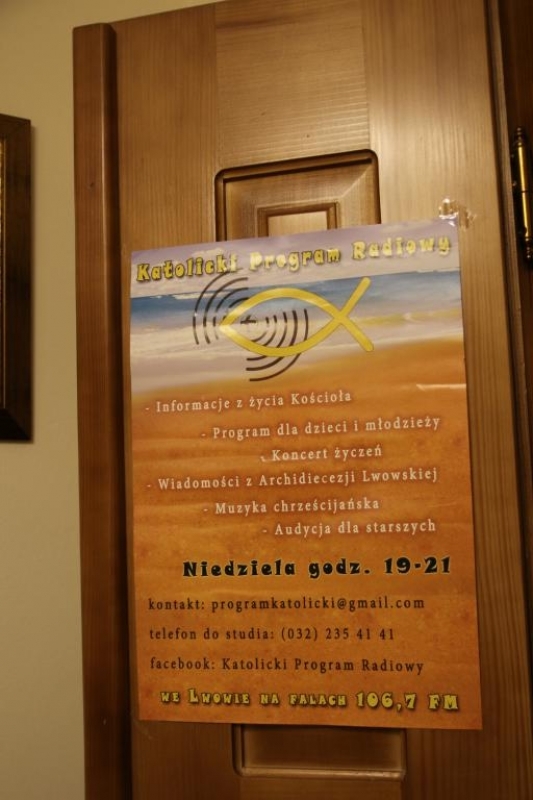 Katolicki Program Radiowy
- Informacje z życia Kościoła
- Program dla dzieci i młodzieży
- Koncert życzeń
- Wiadomości z Archidiecezji Lwowskiej
- Muzyka chrześcijańska
- Audycja dla starszych
Niedziela godz. 19-21
kontakt: programkatolicki@gmail.com
telefon do studia: (032) 235 41 41
facebook: Katolicki Program Radiowy
we Lwowie na falach 106,7 FM